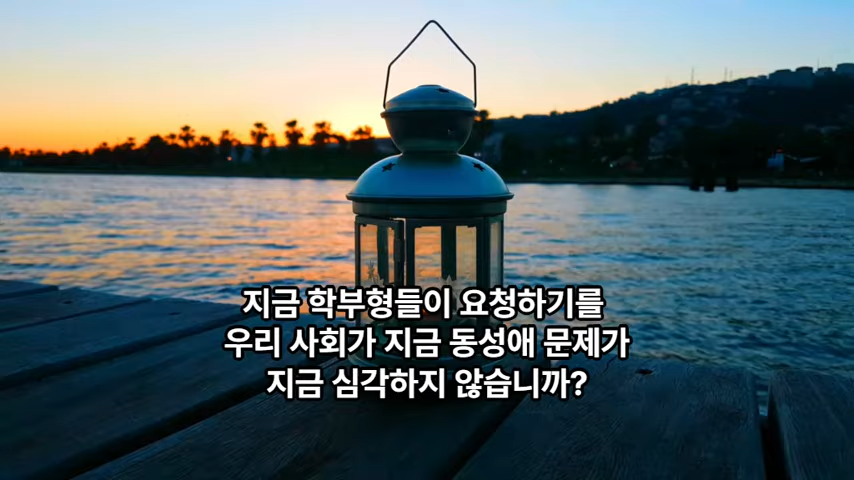 지금 학부형들이 요청하기를
우리 사회가 지금 동성애 문제가
지금 심각하지 않습니까?